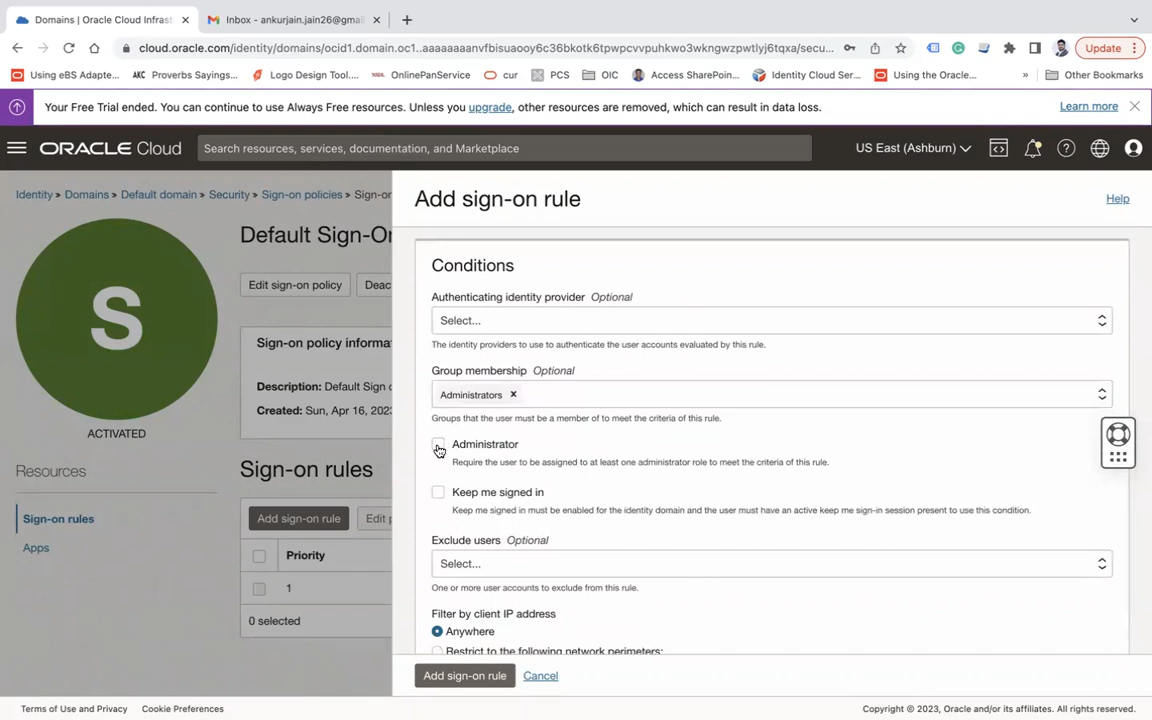 Domains | Oracle Cloud Infrast
Inbox - ankurjain.jain26@gmai
cloud.oracle.com/identity/domains/ocid1.domain.oc1..aaaaaaaanvfbisuaooy6c36bkotk6tpwpcvvpuhkwo3wkngwzpwtlyj6tqxa/secu...
Update
Using eBS Adapte...
AKC Proverbs Sayings...
Logo Design Tool....
OnlinePanService
cur
PCS
OIC
Access SharePoin...
Identity Cloud Ser...
Using the Oracle...
»
Other Bookmarks
Your Free Trial ended. You can continue to use Always Free resources. Unless you upgrade, other resources are removed, which can result in data loss.
Learn more
ORACLE Cloud
Search resources, services, documentation, and Marketplace
US East (Ashburn)
Identity » Domains » Default domain » Security » Sign-on policies » Sign-on
S
ACTIVATED
Default Sign-On
Edit sign-on policy
Deac
Sign-on policy informa
Description: Default Sign o
Created: Sun, Apr 16, 2023
Resources
Sign-on rules
Apps
Sign-on rules
Add sign-on rule
Edit p
Priority
1
0 selected
Add sign-on rule
Help
Conditions
Authenticating identity provider Optional
Select...
The identity providers to use to authenticate the user accounts evaluated by this rule.
Group membership Optional
Administrators ×
Groups that the user must be a member of to meet the criteria of this rule.
Administrator
Require the user to be assigned to at least one administrator role to meet the criteria of this rule.
Keep me signed in
Keep me signed in must be enabled for the identity domain and the user must have an active keep me sign-in session present to use this condition.
Exclude users Optional
Select...
One or more user accounts to exclude from this rule.
Filter by client IP address
Anywhere
Restrict to the following network perimeters:
Add sign-on rule
Cancel
Terms of Use and Privacy
Cookie Preferences
Copyright © 2023, Oracle and/or its affiliates. All rights reserved.